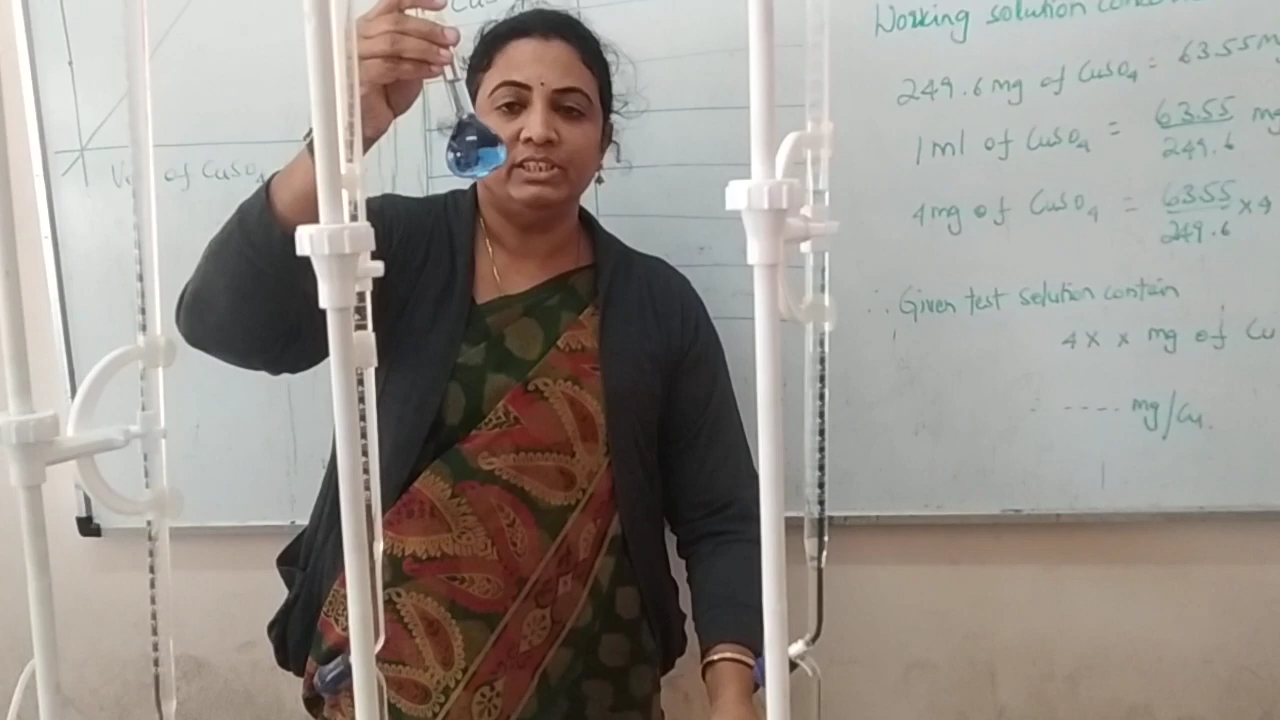 CuSO
Vol of CuSO4
Working solution
249.6 mg of CuSO4 = 63.55 m
1 ml of CuSO4 = 63.55 / 249.6 mg
4 mg of CuSO4 = 63.55 / 249.6 × 4
∴ Given test solution contain
4 × x mg of Cu
---- mg/Cu.